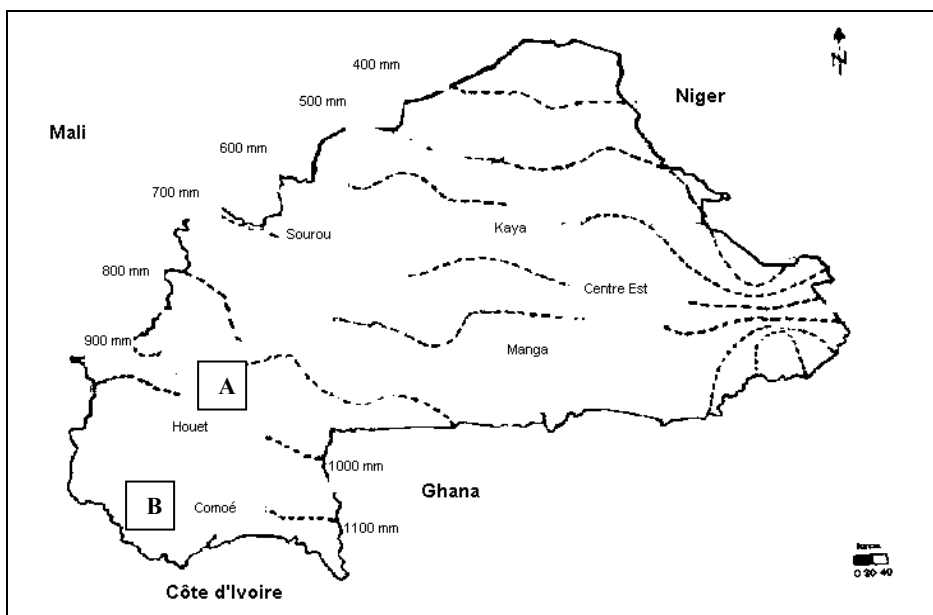 400 mm
N
500 mm
Niger
Mali
600 mm
700 mm
Sourou
Kaya
800 mm
Centre Est
900 mm
Manga
A
Houet
1000 mm
Ghana
B
Comoé
1100 mm
0 20 40
Côte d'Ivoire